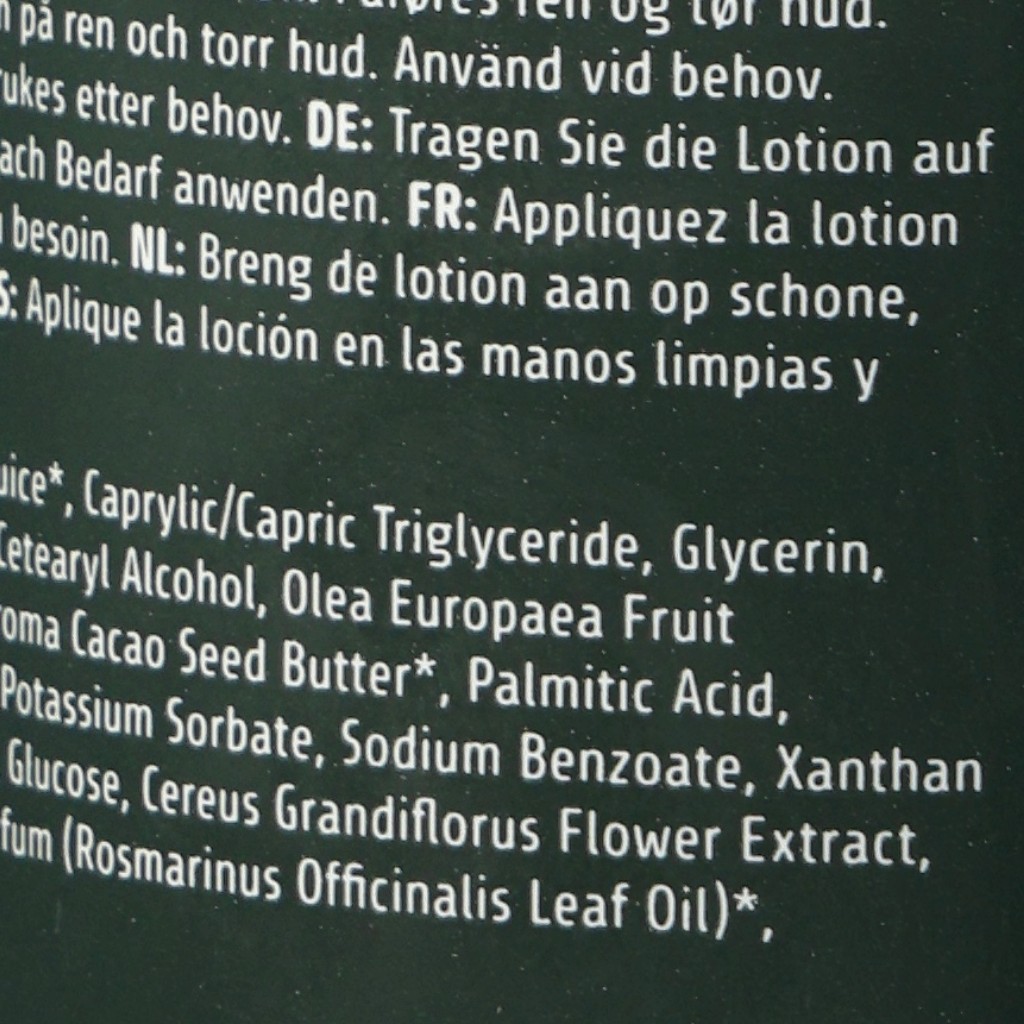 ren og tør hud.
på ren och torr hud. Använd vid behov.
etter behov. DE: Tragen Sie die Lotion auf
Bedarf anwenden. FR: Appliquez la lotion
besoin. NL: Breng de lotion aan op schone,
Aplique la loción en las manos limpias y
Caprylic/Capric Triglyceride, Glycerin,
Cetearyl Alcohol, Olea Europaea Fruit
Cacao Seed Butter*, Palmitic Acid,
Potassium Sorbate, Sodium Benzoate, Xanthan
Glucose, Cereus Grandiflorus Flower Extract,
(Rosmarinus Officinalis Leaf Oil)*,